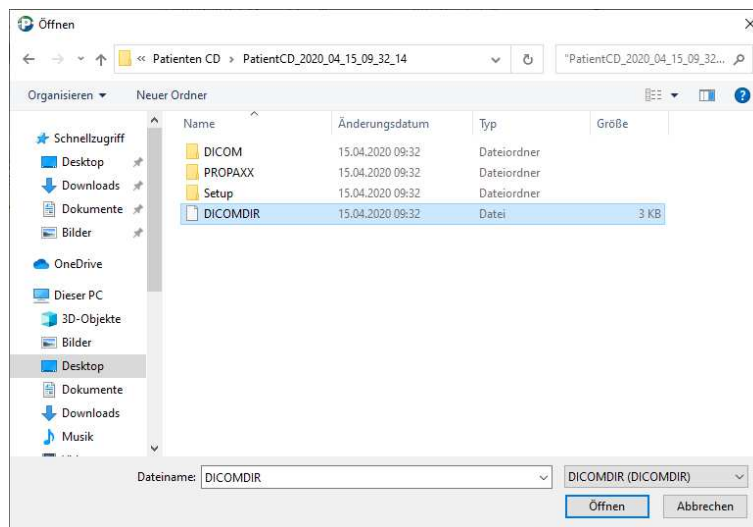 Öffnen
« Patienten CD › PatientCD_2020_04_15_09_32_14
"PatientCD_2020_04_15_09_32...
Organisieren Neuer Ordner
Name Änderungsdatum Typ Größe
Schnellzugriff
Desktop
Downloads
Dokumente
Bilder
OneDrive
Dieser PC
3D-Objekte
Bilder
Desktop
Dokumente
Downloads
Musik
DICOM 15.04.2020 09:32 Dateiordner
PROPAXX 15.04.2020 09:32 Dateiordner
Setup 15.04.2020 09:32 Dateiordner
DICOMDIR 15.04.2020 09:32 Datei 3 KB
Dateiname: DICOMDIR DICOMDIR (DICOMDIR)
Öffnen Abbrechen